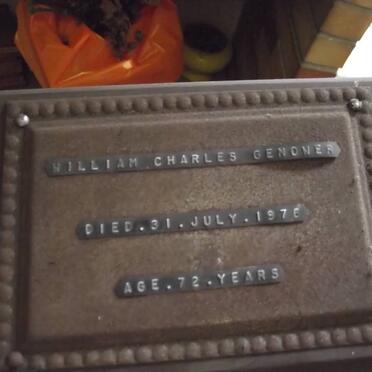 WILLIAM CHARLES GENOWER
DIED.31.JULY.1976
AGE.72.YEARS